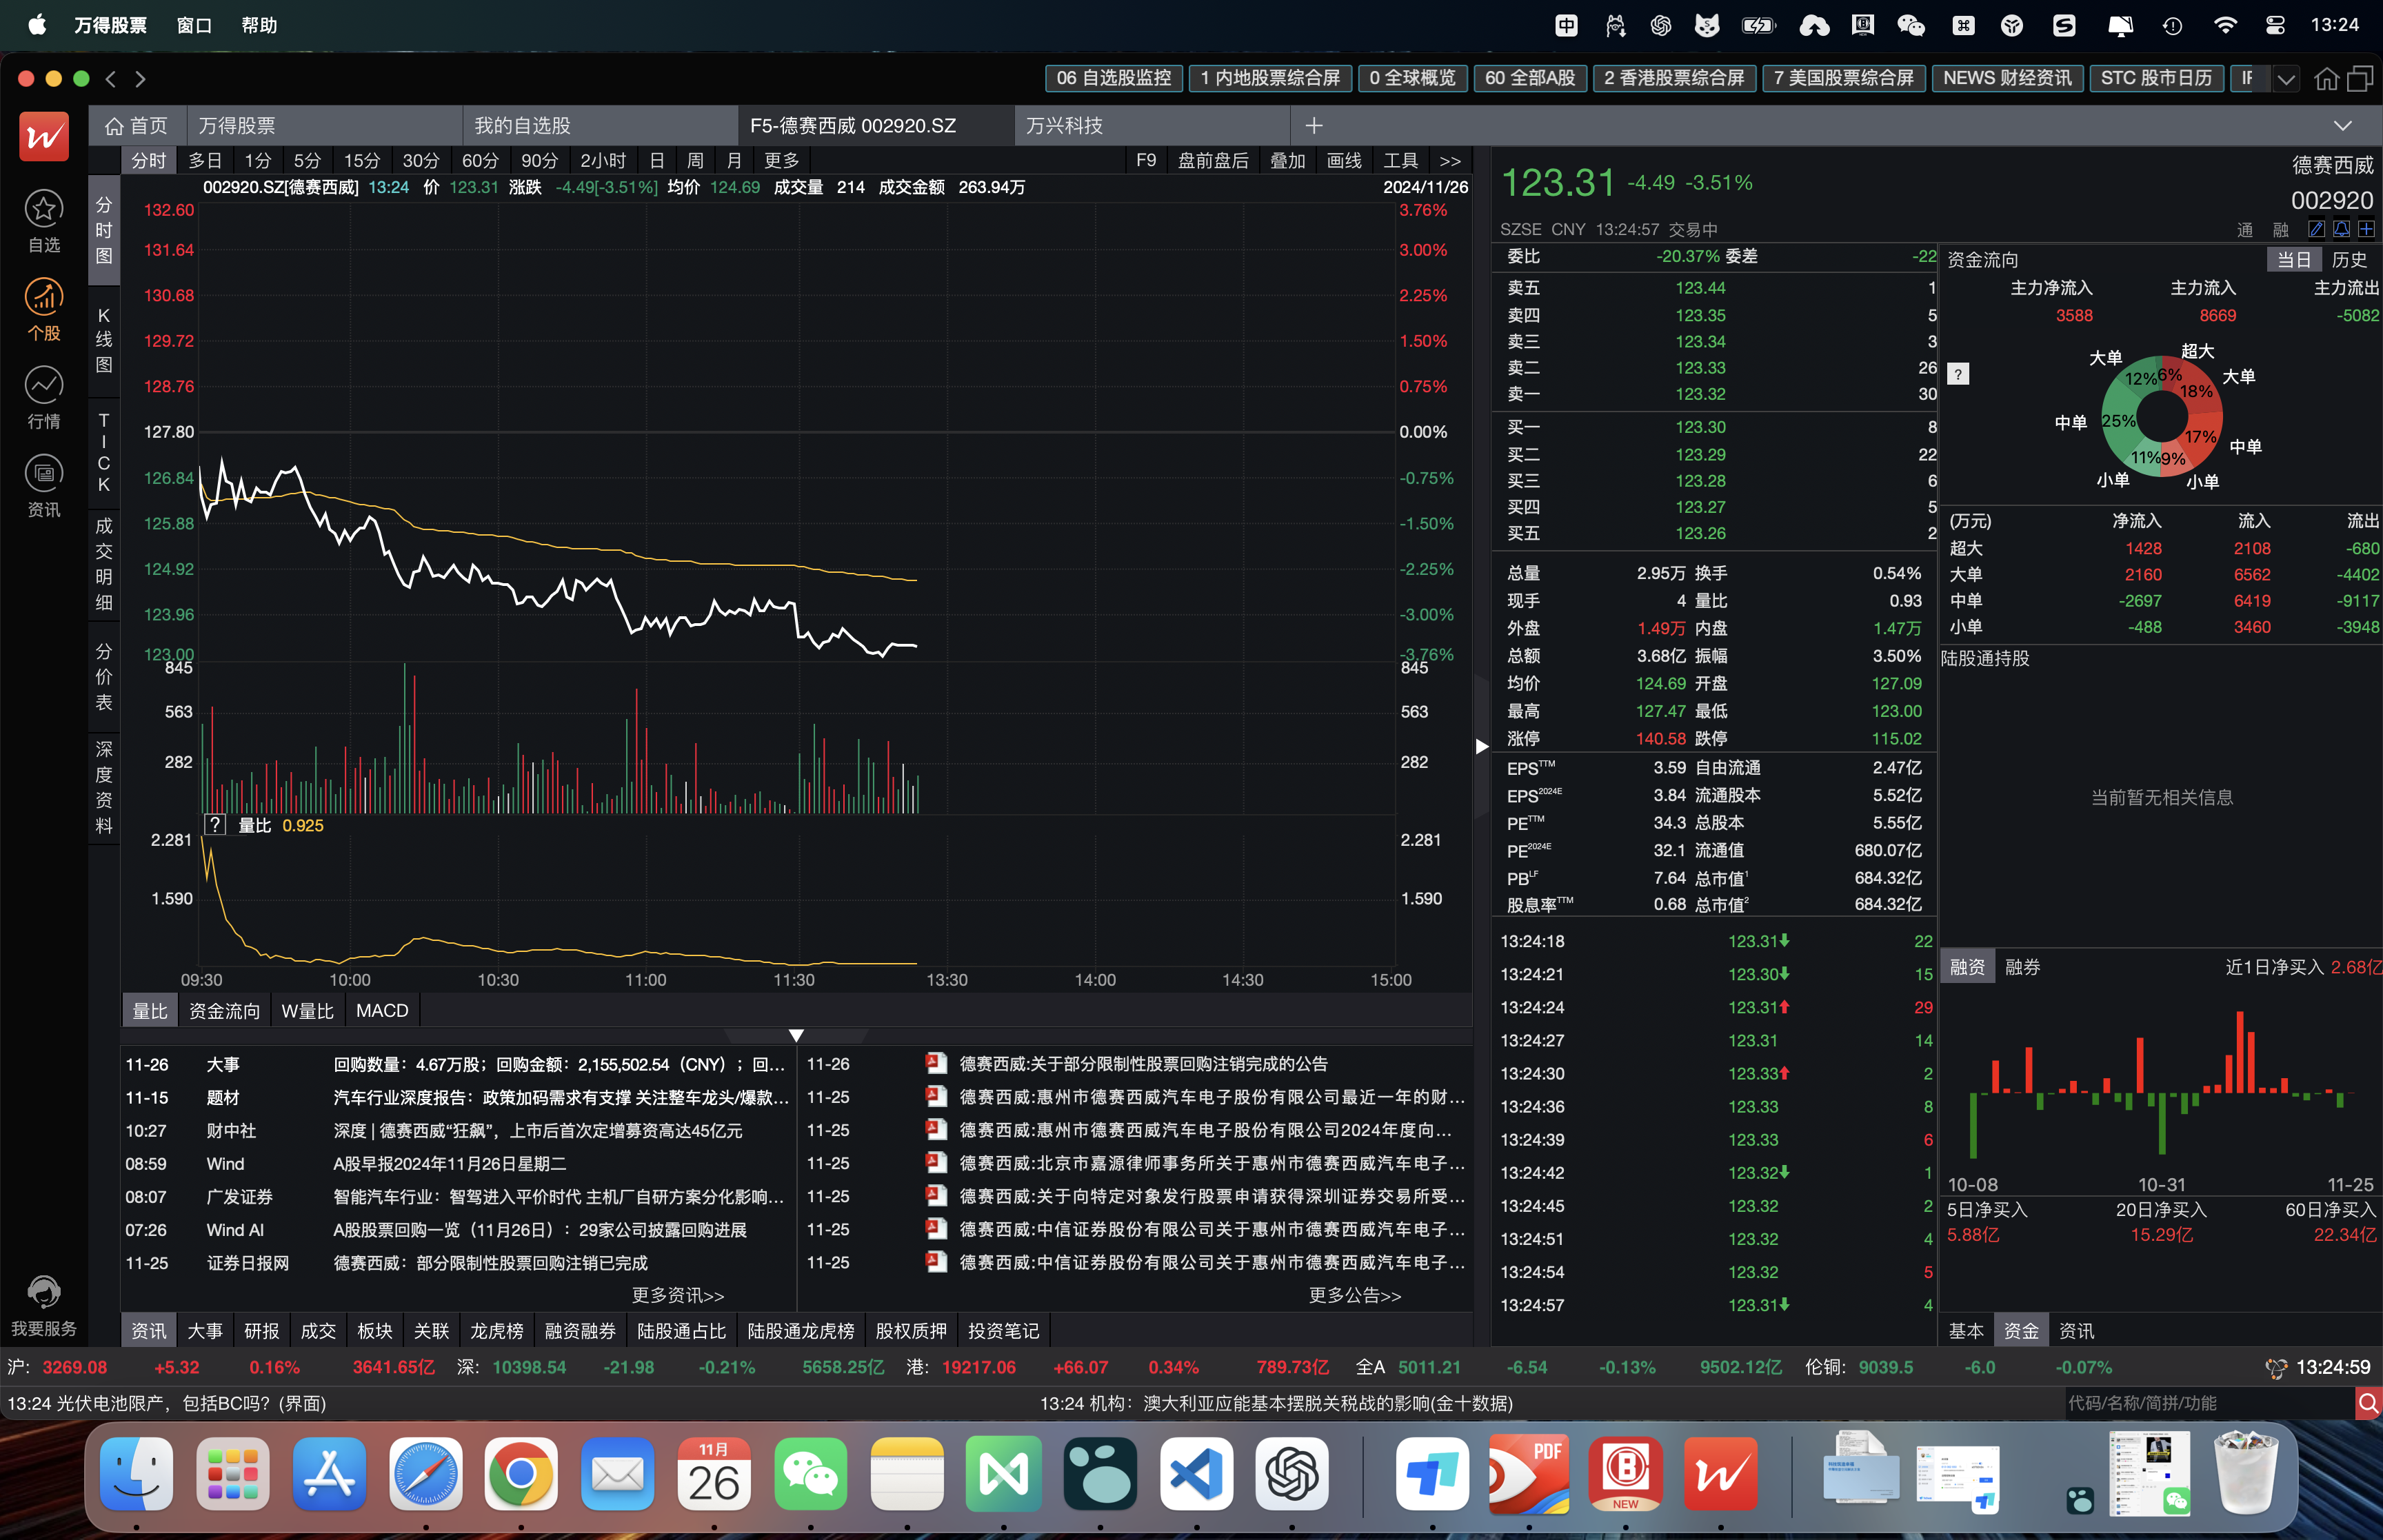 万得股票 窗口 帮助 13:24
06 自选股监控 1 内地股票综合屏 0 全球概览 60 全部A股 2 香港股票综合屏 7 美国股票综合屏 NEWS 财经资讯 STC 股市日历
首页 万得股票 我的自选股 F5-德赛西威 002920.SZ 万兴科技
自选
个股
行情
资讯
我要服务
分时 多日 1分 5分 15分 30分 60分 90分 2小时 日 周 月 更多 F9 盘前盘后 叠加 画线 工具 >>
分时图
K线图
TICK
成交明细
分价表
深度资料
002920.SZ[德赛西威] 13:24 价 123.31 涨跌 -4.49[-3.51%] 均价 124.69 成交量 214 成交金额 263.94万 2024/11/26
132.60 3.76%
131.64 3.00%
130.68 2.25%
129.72 1.50%
128.76 0.75%
127.80 0.00%
126.84 -0.75%
125.88 -1.50%
124.92 -2.25%
123.96 -3.00%
123.00 -3.76%
845 845
563 563
282 282
? 量比 0.925
2.281 2.281
1.590 1.590
09:30 10:00 10:30 11:00 11:30 13:30 14:00 14:30 15:00
量比 资金流向 W量比 MACD
11-26 大事 回购数量：4.67万股；回购金额：2,155,502.54（CNY）；回...
11-15 题材 汽车行业深度报告：政策加码需求有支撑 关注整车龙头/爆款...
10:27 财中社 深度 | 德赛西威“狂飙”，上市后首次定增募资高达45亿元
08:59 Wind A股早报2024年11月26日星期二
08:07 广发证券 智能汽车行业：智驾进入平价时代 主机厂自研方案分化影响...
07:26 Wind AI A股股票回购一览（11月26日）：29家公司披露回购进展
11-25 证券日报网 德赛西威：部分限制性股票回购注销已完成
更多资讯>>
11-26 德赛西威:关于部分限制性股票回购注销完成的公告
11-25 德赛西威:惠州市德赛西威汽车电子股份有限公司最近一年的财...
11-25 德赛西威:惠州市德赛西威汽车电子股份有限公司2024年度向...
11-25 德赛西威:北京市嘉源律师事务所关于惠州市德赛西威汽车电子...
11-25 德赛西威:关于向特定对象发行股票申请获得深圳证券交易所受...
11-25 德赛西威:中信证券股份有限公司关于惠州市德赛西威汽车电子...
11-25 德赛西威:中信证券股份有限公司关于惠州市德赛西威汽车电子...
更多公告>>
资讯 大事 研报 成交 板块 关联 龙虎榜 融资融券 陆股通占比 陆股通龙虎榜 股权质押 投资笔记
123.31 -4.49 -3.51% 德赛西威
002920
SZSE CNY 13:24:57 交易中 通 融
委比 -20.37% 委差 -22
卖五 123.44 1
卖四 123.35 5
卖三 123.34 3
卖二 123.33 26
卖一 123.32 30
买一 123.30 8
买二 123.29 22
买三 123.28 6
买四 123.27 5
买五 123.26 2
总量 2.95万 换手 0.54%
现手 4 量比 0.93
外盘 1.49万 内盘 1.47万
总额 3.68亿 振幅 3.50%
均价 124.69 开盘 127.09
最高 127.47 最低 123.00
涨停 140.58 跌停 115.02
EPSTTM 3.59 自由流通 2.47亿
EPS2024E 3.84 流通股本 5.52亿
PETTM 34.3 总股本 5.55亿
PE2024E 32.1 流通值 680.07亿
PBLF 7.64 总市值1 684.32亿
股息率TTM 0.68 总市值2 684.32亿
13:24:18 123.31 22
13:24:21 123.30 15
13:24:24 123.31 29
13:24:27 123.31 14
13:24:30 123.33 2
13:24:36 123.33 8
13:24:39 123.33 6
13:24:42 123.32 1
13:24:45 123.32 2
13:24:51 123.32 4
13:24:54 123.32 5
13:24:57 123.31 4
资金流向 当日 历史
主力净流入 主力流入 主力流出
3588 8669 -5082
?
大单 超大
12% 6% 大单
18%
中单 25% 17% 中单
11% 9%
小单 小单
(万元) 净流入 流入 流出
超大 1428 2108 -680
大单 2160 6562 -4402
中单 -2697 6419 -9117
小单 -488 3460 -3948
陆股通持股
当前暂无相关信息
融资 融券 近1日净买入 2.68亿
10-08 10-31 11-25
5日净买入 20日净买入 60日净买入
5.88亿 15.29亿 22.34亿
基本 资金 资讯
沪: 3269.08 +5.32 0.16% 3641.65亿 深: 10398.54 -21.98 -0.21% 5658.25亿 港: 19217.06 +66.07 0.34% 789.73亿 全A 5011.21 -6.54 -0.13% 9502.12亿 伦铜: 9039.5 -6.0 -0.07% 13:24:59
13:24 光伏电池限产，包括BC吗？(界面) 13:24 机构：澳大利亚应能基本摆脱关税战的影响(金十数据) 代码/名称/简拼/功能
11月
26
PDF
NEW